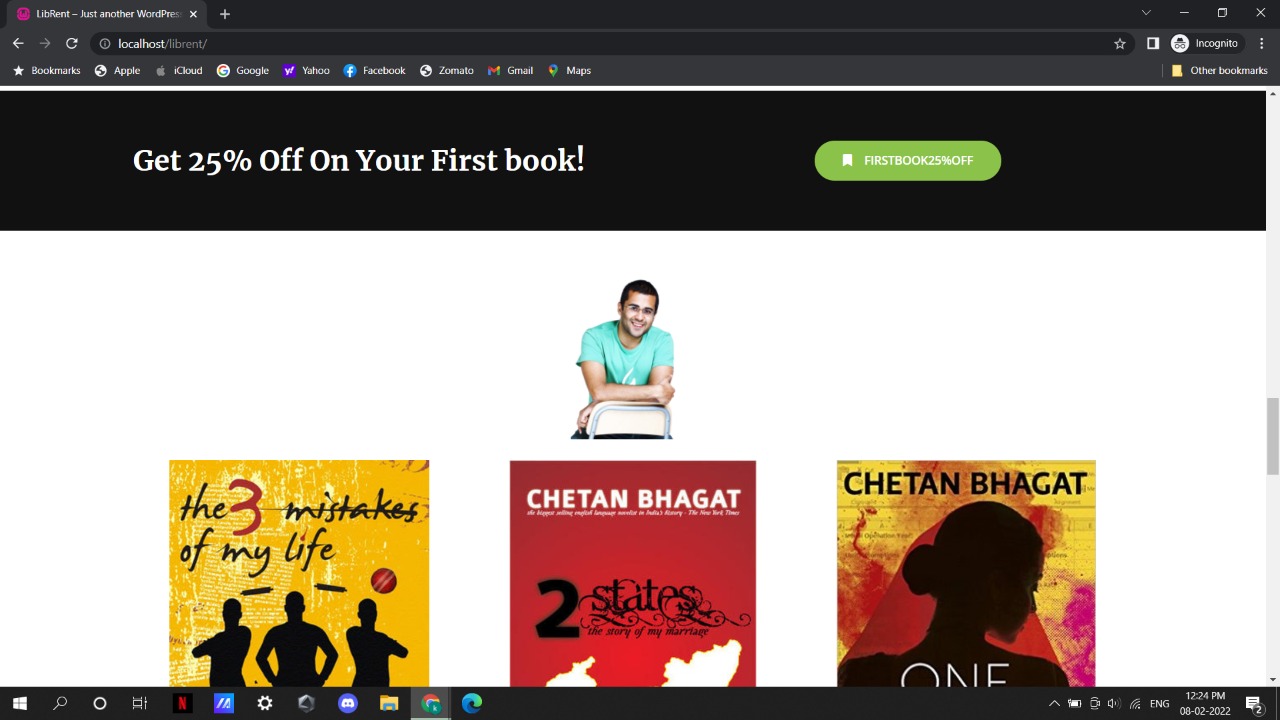 LibRent – Just another WordPres
localhost/librent/
Incognito
Bookmarks
Apple
iCloud
Google
Yahoo
Facebook
Zomato
Gmail
Maps
Other bookmarks
Get 25% Off On Your First book!
FIRSTBOOK25%OFF
the 3 mistakes
of my life
CHETAN BHAGAT
the biggest selling english language novelist in India's history - The New York Times
2 states
the story of my marriage
CHETAN BHAGAT
ONE
ENG
12:24 PM
08-02-2022
2